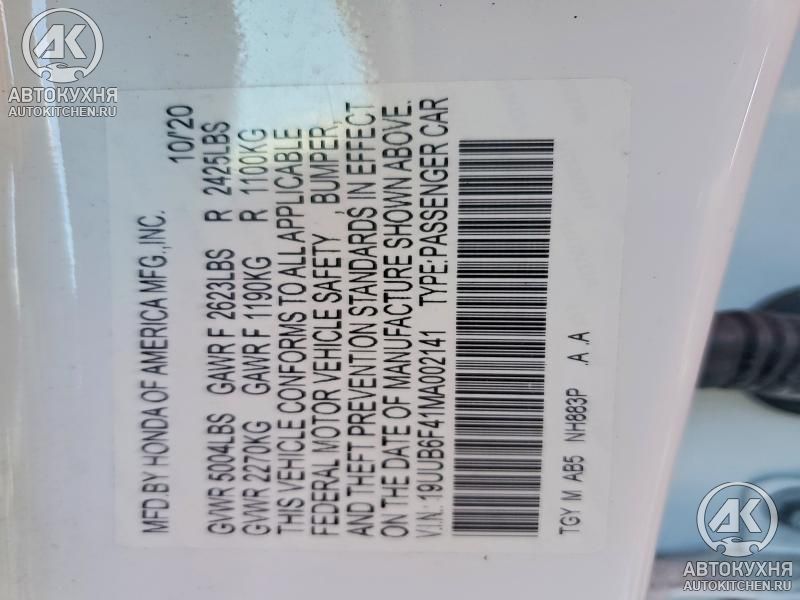 AK
АВТОКУХНЯ
AUTOKITCHEN.RU
MFD.BY HONDA OF AMERICA MFG.,INC. 10/'20
GVWR 5004LBS GAWR F 2623LBS R 2425LBS
GVWR 2270KG GAWR F 1190KG R 1100KG
THIS VEHICLE CONFORMS TO ALL APPLICABLE
FEDERAL MOTOR VEHICLE SAFETY , BUMPER,
AND THEFT PREVENTION STANDARDS IN EFFECT
ON THE DATE OF MANUFACTURE SHOWN ABOVE.
V.I.N.: 19UUB6F41MA002141 TYPE:PASSENGER CAR
TGY M AB5 NH883P .A .A
AK
АВТОКУХНЯ
AUTOKITCHEN.RU